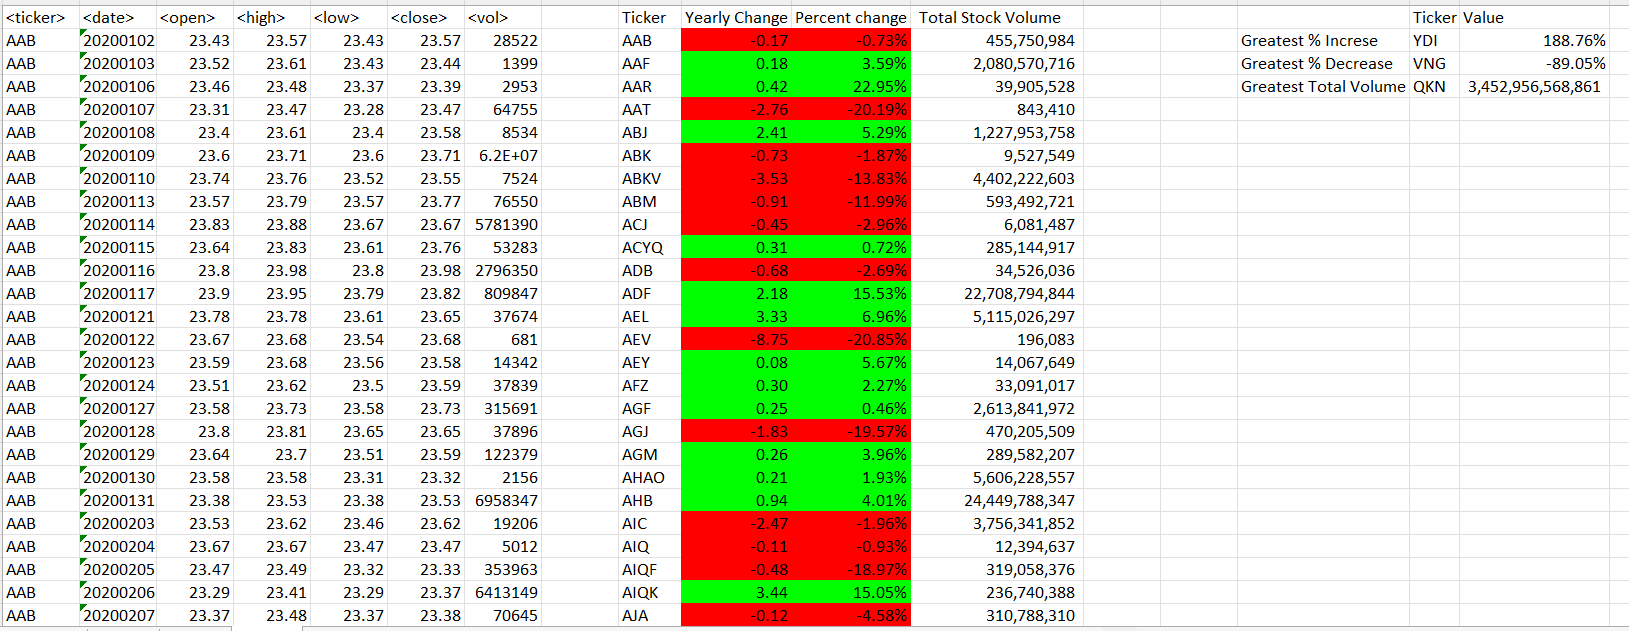 <ticker> <date> <open> <high> <low> <close> <vol> Ticker Yearly Change Percent change Total Stock Volume Ticker Value
AAB 20200102 23.43 23.57 23.43 23.57 28522 AAB -0.17 -0.73% 455,750,984 Greatest % Increse YDI 188.76%
AAB 20200103 23.52 23.61 23.43 23.44 1399 AAF 0.18 3.59% 2,080,570,716 Greatest % Decrease VNG -89.05%
AAB 20200106 23.46 23.48 23.37 23.39 2953 AAR 0.42 22.95% 39,905,528 Greatest Total Volume QKN 3,452,956,568,861
AAB 20200107 23.31 23.47 23.28 23.47 64755 AAT -2.76 -20.19% 843,410
AAB 20200108 23.4 23.61 23.4 23.58 8534 ABJ 2.41 5.29% 1,227,953,758
AAB 20200109 23.6 23.71 23.6 23.71 6.2E+07 ABK -0.73 -1.87% 9,527,549
AAB 20200110 23.74 23.76 23.52 23.55 7524 ABKV -3.53 -13.83% 4,402,222,603
AAB 20200113 23.57 23.79 23.57 23.77 76550 ABM -0.91 -11.99% 593,492,721
AAB 20200114 23.83 23.88 23.67 23.67 5781390 ACJ -0.45 -2.96% 6,081,487
AAB 20200115 23.64 23.83 23.61 23.76 53283 ACYQ 0.31 0.72% 285,144,917
AAB 20200116 23.8 23.98 23.8 23.98 2796350 ADB -0.68 -2.69% 34,526,036
AAB 20200117 23.9 23.95 23.79 23.82 809847 ADF 2.18 15.53% 22,708,794,844
AAB 20200121 23.78 23.78 23.61 23.65 37674 AEL 3.33 6.96% 5,115,026,297
AAB 20200122 23.67 23.68 23.54 23.68 681 AEV -8.75 -20.85% 196,083
AAB 20200123 23.59 23.68 23.56 23.58 14342 AEY 0.08 5.67% 14,067,649
AAB 20200124 23.51 23.62 23.5 23.59 37839 AFZ 0.30 2.27% 33,091,017
AAB 20200127 23.58 23.73 23.58 23.73 315691 AGF 0.25 0.46% 2,613,841,972
AAB 20200128 23.8 23.81 23.65 23.65 37896 AGJ -1.83 -19.57% 470,205,509
AAB 20200129 23.64 23.7 23.51 23.59 122379 AGM 0.26 3.96% 289,582,207
AAB 20200130 23.58 23.58 23.31 23.32 2156 AHAO 0.21 1.93% 5,606,228,557
AAB 20200131 23.38 23.53 23.38 23.53 6958347 AHB 0.94 4.01% 24,449,788,347
AAB 20200203 23.53 23.62 23.46 23.62 19206 AIC -2.47 -1.96% 3,756,341,852
AAB 20200204 23.67 23.67 23.47 23.47 5012 AIQ -0.11 -0.93% 12,394,637
AAB 20200205 23.47 23.49 23.32 23.33 353963 AIQF -0.48 -18.97% 319,058,376
AAB 20200206 23.29 23.41 23.29 23.37 6413149 AIQK 3.44 15.05% 236,740,388
AAB 20200207 23.37 23.48 23.37 23.38 70645 AJA -0.12 -4.58% 310,788,310